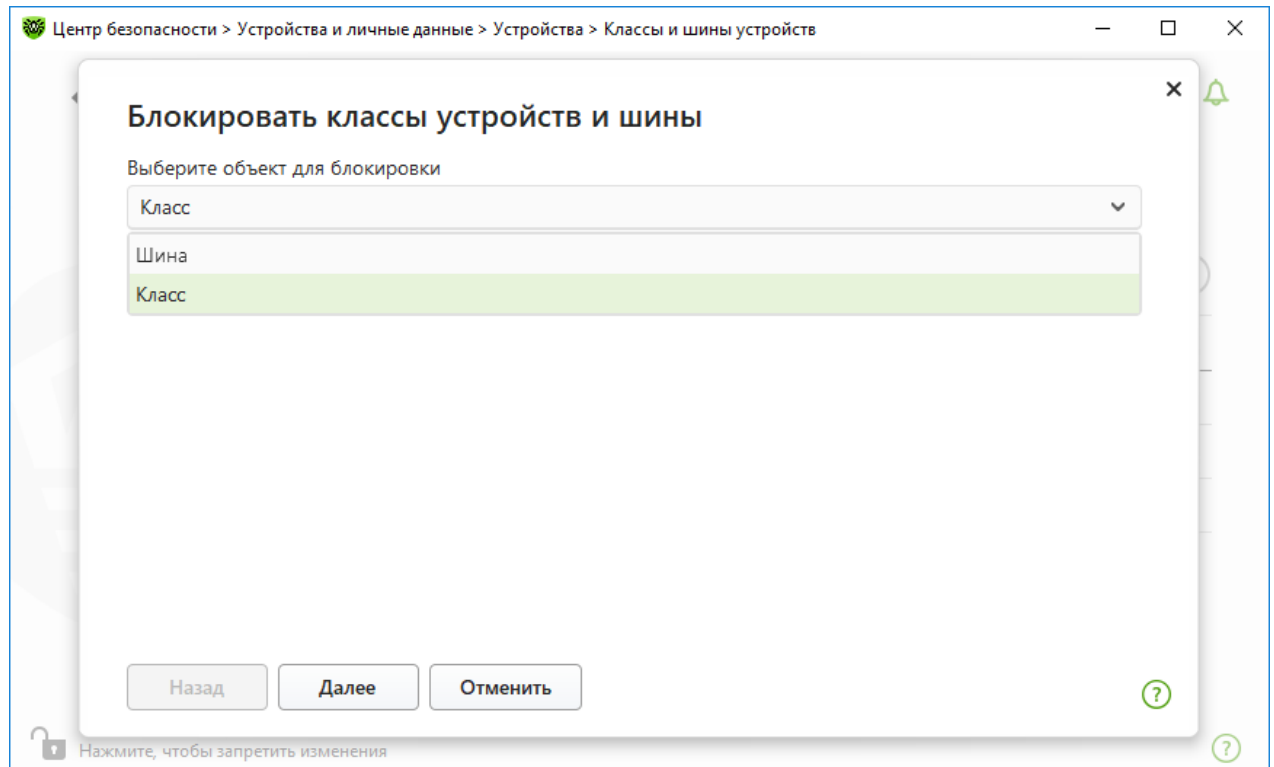 Центр безопасности > Устройства и личные данные > Устройства > Классы и шины устройств
Блокировать классы устройств и шины
Выберите объект для блокировки
Класс
Шина
Класс
Назад
Далее
Отменить
?
Нажмите, чтобы запретить изменения
?